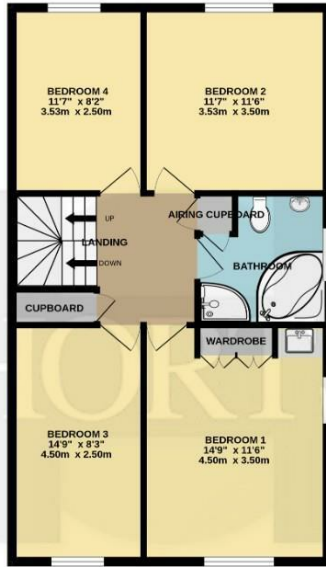 BEDROOM 4
11'7" x 8'2"
3.53m x 2.50m
BEDROOM 2
11'7" x 11'6"
3.53m x 3.50m
UP
AIRING CUPBOARD
LANDING
DOWN
BATHROOM
CUPBOARD
WARDROBE
BEDROOM 3
14'9" x 8'3"
4.50m x 2.50m
BEDROOM 1
14'9" x 11'6"
4.50m x 3.50m